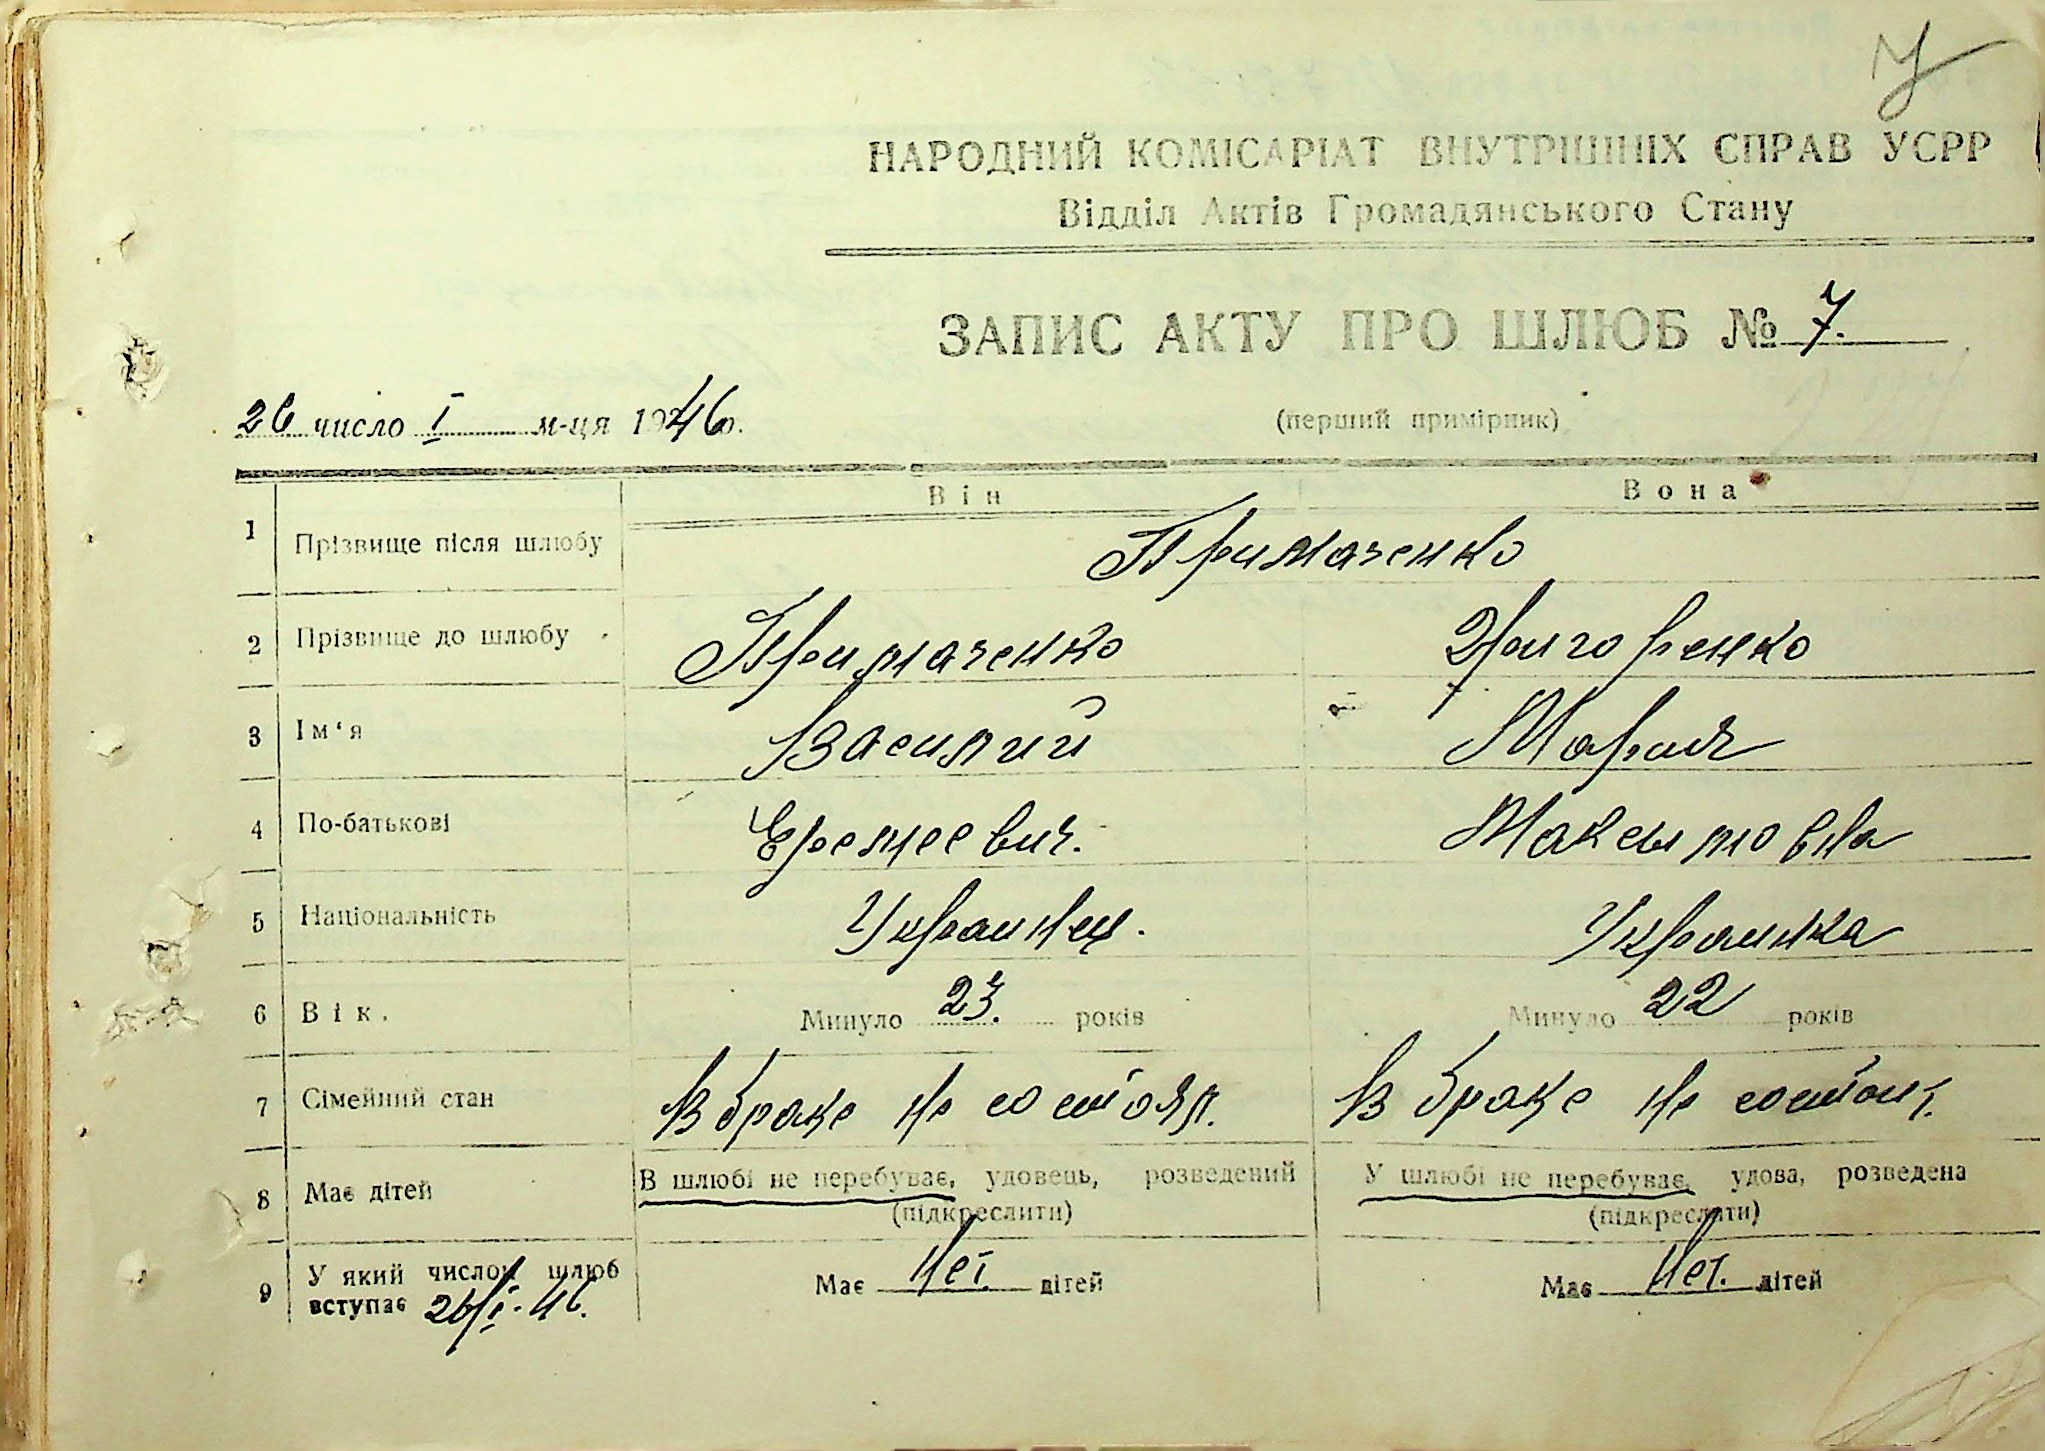 7
НАРОДНИЙ КОМІСАРІАТ ВНУТРІШНІХ СПРАВ УСРР
Відділ Актів Громадянського Стану
ЗАПИС АКТУ ПРО ШЛЮБ № 7.
26 число I м-ця 1946 р.
(перший примірник)
Він Вона
1 Прізвище після шлюбу Примаченко
2 Прізвище до шлюбу Примаченко Григоренко
3 Ім'я Василий Мария
4 По-батькові Еремеевич. Максимовна
5 Національність Украинец. Украинка
6 Вік. Минуло 23. років Минуло 22 років
7 Сімейний стан В браке не состоял. В браке не состоит.
8 Має дітей В шлюбі не перебуває, удовець, розведений У шлюбі не перебуває, удова, розведена
(підкреслити) (підкреслити)
9 У який числом шлюб Має Нет. дітей Має Нет. дітей
вступає 26/I-46.